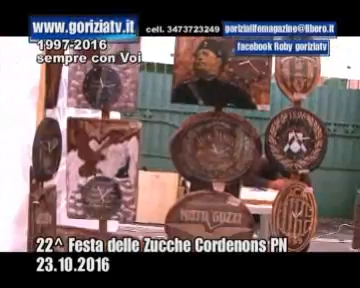 www.goriziatv.it
cell. 3473723249
gorizialifemagazine@libero.it
1997-2016
facebook Roby goriziatv
sempre con Voi
MOTO GUZZI
22^ Festa delle Zucche Cordenons PN
23.10.2016